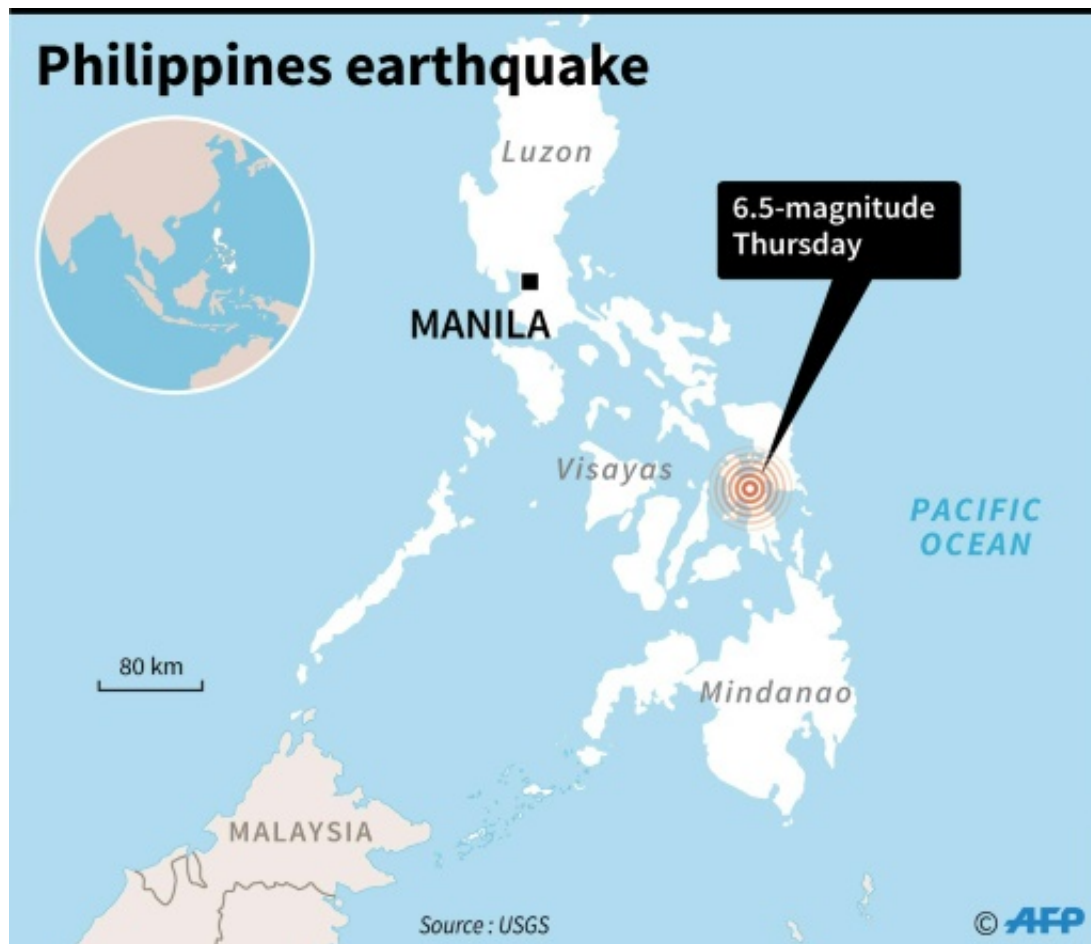 Philippines earthquake
Luzon
6.5-magnitude
Thursday
MANILA
Visayas
PACIFIC
OCEAN
80 km
Mindanao
MALAYSIA
Source : USGS
© AFP